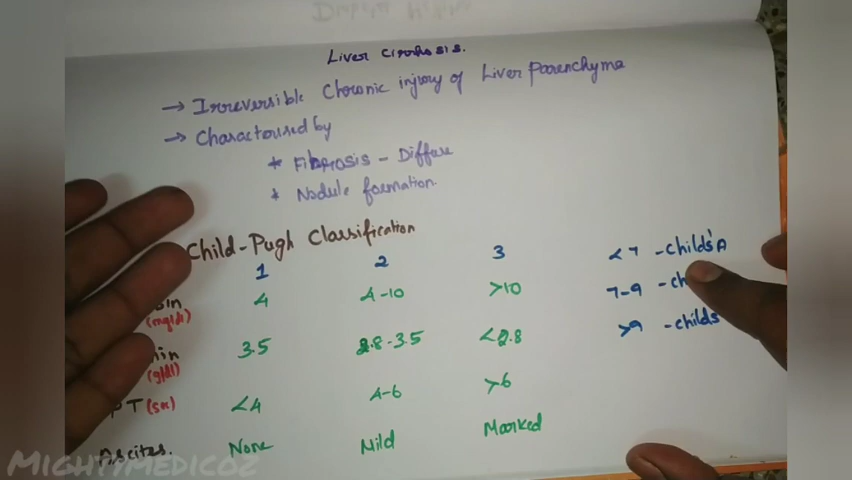 Liver Cirrhosis.
→ Irreversible Chronic injury of Liver Parenchyma
→ Characterised by
* Fibrosis - Diffuse
* Nodule formation
Child-Pugh Classification
1 2 3
4 4-10 >10
(mg/dl)
3.5 2.8-3.5 <2.8
(g/dl)
PT (sec) <4 4-6 >6
Ascites. None Mild Marked
<7 - Child's A
7-9 -
>9 - Childs
MIGHTYMEDICOZ